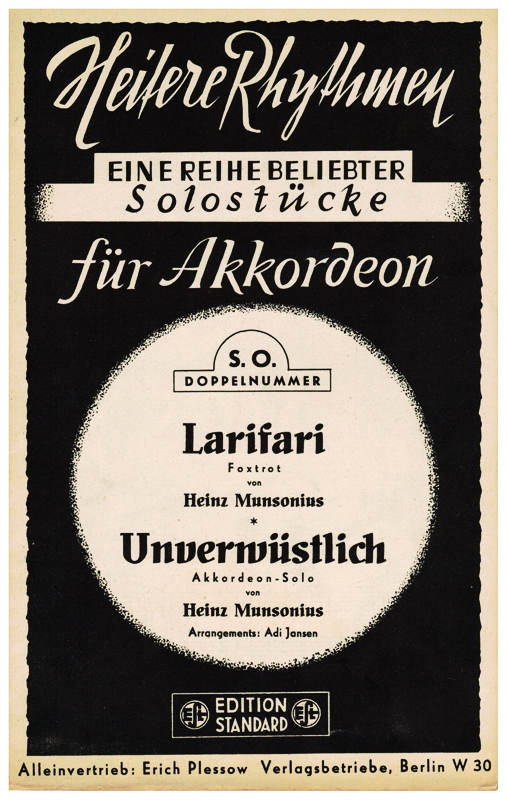 Heitere Rhythmen
EINE REIHE BELIEBTER
Solostücke
für Akkordeon
S. O.
DOPPELNUMMER
Larifari
Foxtrot
von
Heinz Munsonius
*
Unverwüstlich
Akkordeon-Solo
von
Heinz Munsonius
Arrangements: Adi Jansen
EDITION
STANDARD
Alleinvertrieb: Erich Plessow Verlagsbetriebe, Berlin W 30